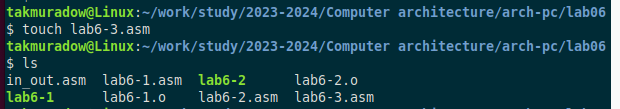 takmuradow@Linux:~/work/study/2023-2024/Computer architecture/arch-pc/lab06
$ touch lab6-3.asm
takmuradow@Linux:~/work/study/2023-2024/Computer architecture/arch-pc/lab06
$ ls
in_out.asm  lab6-1.asm  lab6-2      lab6-2.o
lab6-1      lab6-1.o    lab6-2.asm  lab6-3.asm